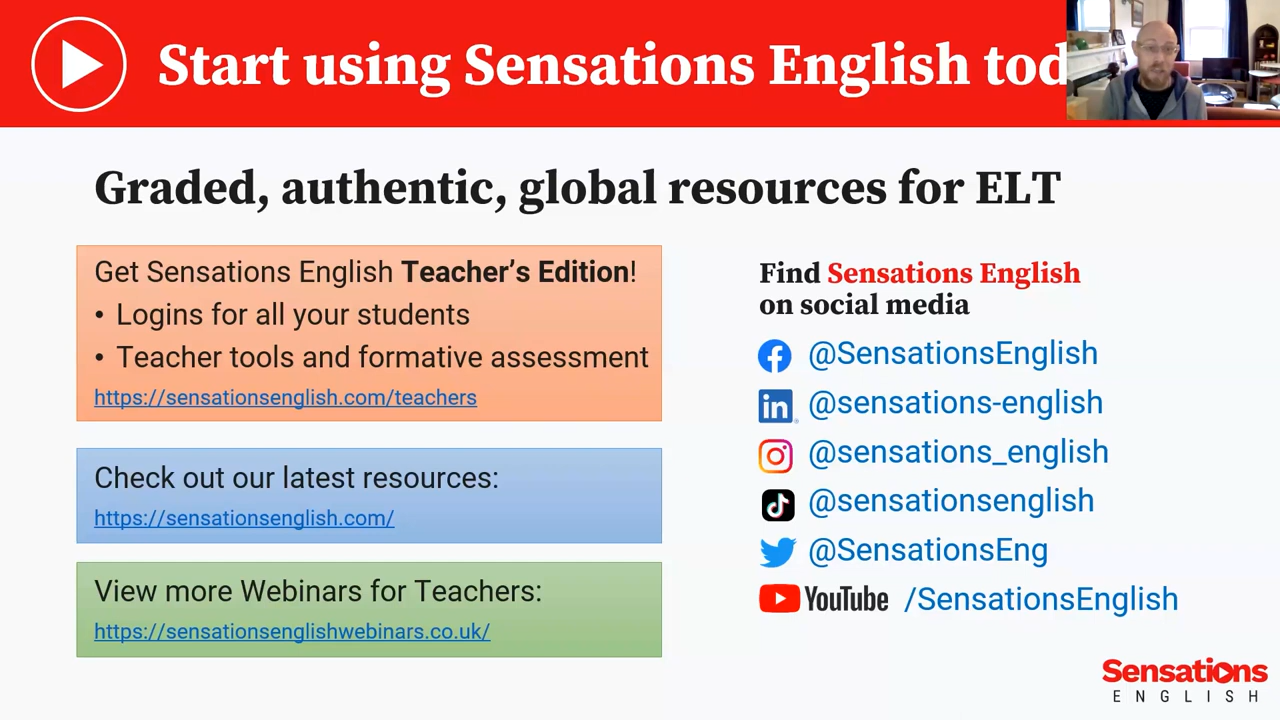 Start using Sensations English tod
Graded, authentic, global resources for ELT
Get Sensations English Teacher's Edition!
• Logins for all your students
• Teacher tools and formative assessment
https://sensationsenglish.com/teachers
Check out our latest resources:
https://sensationsenglish.com/
View more Webinars for Teachers:
https://sensationsenglishwebinars.co.uk/
Find Sensations English
on social media
@SensationsEnglish
in @sensations-english
@sensations_english
@sensationsenglish
@SensationsEng
YouTube /SensationsEnglish
Sensations
ENGLISH